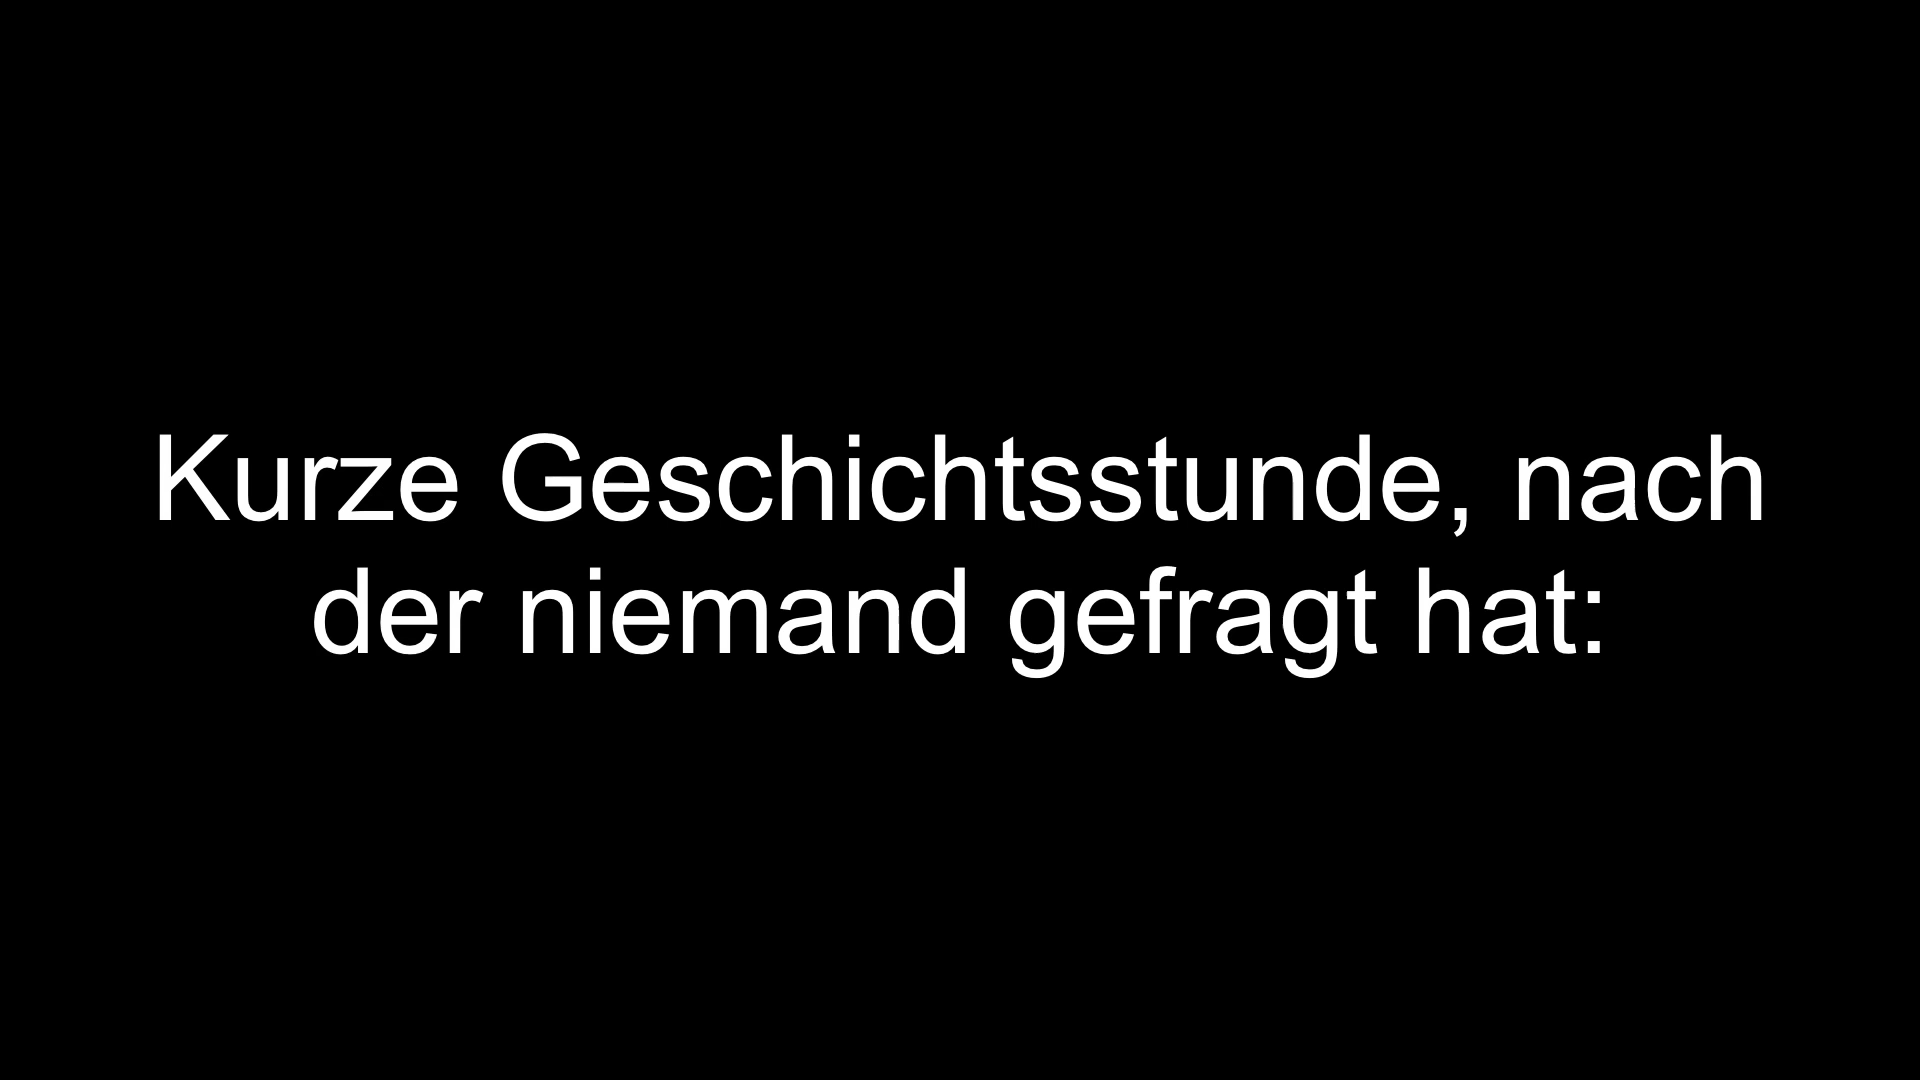 Kurze Geschichtsstunde, nach
der niemand gefragt hat: